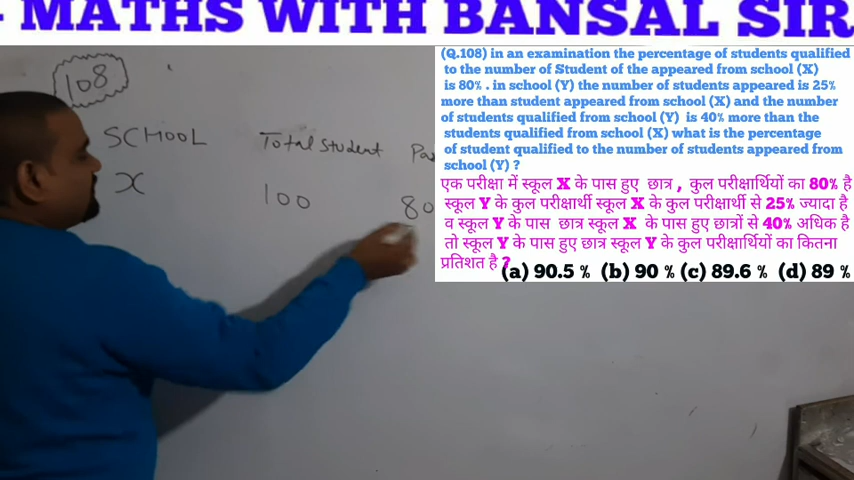 - MATHS WITH BANSAL SIR
108
SCHOOL Total Student
X 100 80
(Q.108) in an examination the percentage of students qualified
to the number of Student of the appeared from school (X)
is 80% . in school (Y) the number of students appeared is 25%
more than student appeared from school (X) and the number
of students qualified from school (Y) is 40% more than the
students qualified from school (X) what is the percentage
of student qualified to the number of students appeared from
school (Y) ?
एक परीक्षा में स्कूल X के पास हुए छात्र , कुल परीक्षार्थियों का 80% है
स्कूल Y के कुल परीक्षार्थी स्कूल X के कुल परीक्षार्थी से 25% ज्यादा है
व स्कूल Y के पास छात्र स्कूल X के पास हुए छात्रों से 40% अधिक है
तो स्कूल Y के पास हुए छात्र स्कूल Y के कुल परीक्षार्थियों का कितना
प्रतिशत है ?
(a) 90.5 % (b) 90 % (c) 89.6 % (d) 89 %